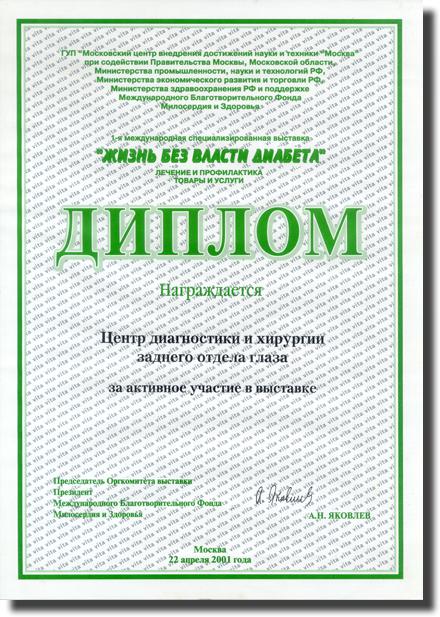 ГУП "Московский центр внедрения достижений науки и техники "Москва"
при содействии Правительства Москвы, Московской области,
Министерства промышленности, науки и технологий РФ,
Министерства экономического развития и торговли РФ,
Министерства здравоохранения РФ и поддержке
Международного Благотворительного Фонда
Милосердия и Здоровья
1-я международная специализированная выставка
"ЖИЗНЬ БЕЗ ВЛАСТИ ДИАБЕТА"
ЛЕЧЕНИЕ И ПРОФИЛАКТИКА
ТОВАРЫ И УСЛУГИ
ДИПЛОМ
Награждается
Центр диагностики и хирургии
заднего отдела глаза
за активное участие в выставке
Председатель Оргкомитета выставки
Президент
Международного Благотворительного Фонда
Милосердия и Здоровья
А.Н. ЯКОВЛЕВ
Москва
22 апреля 2001 года